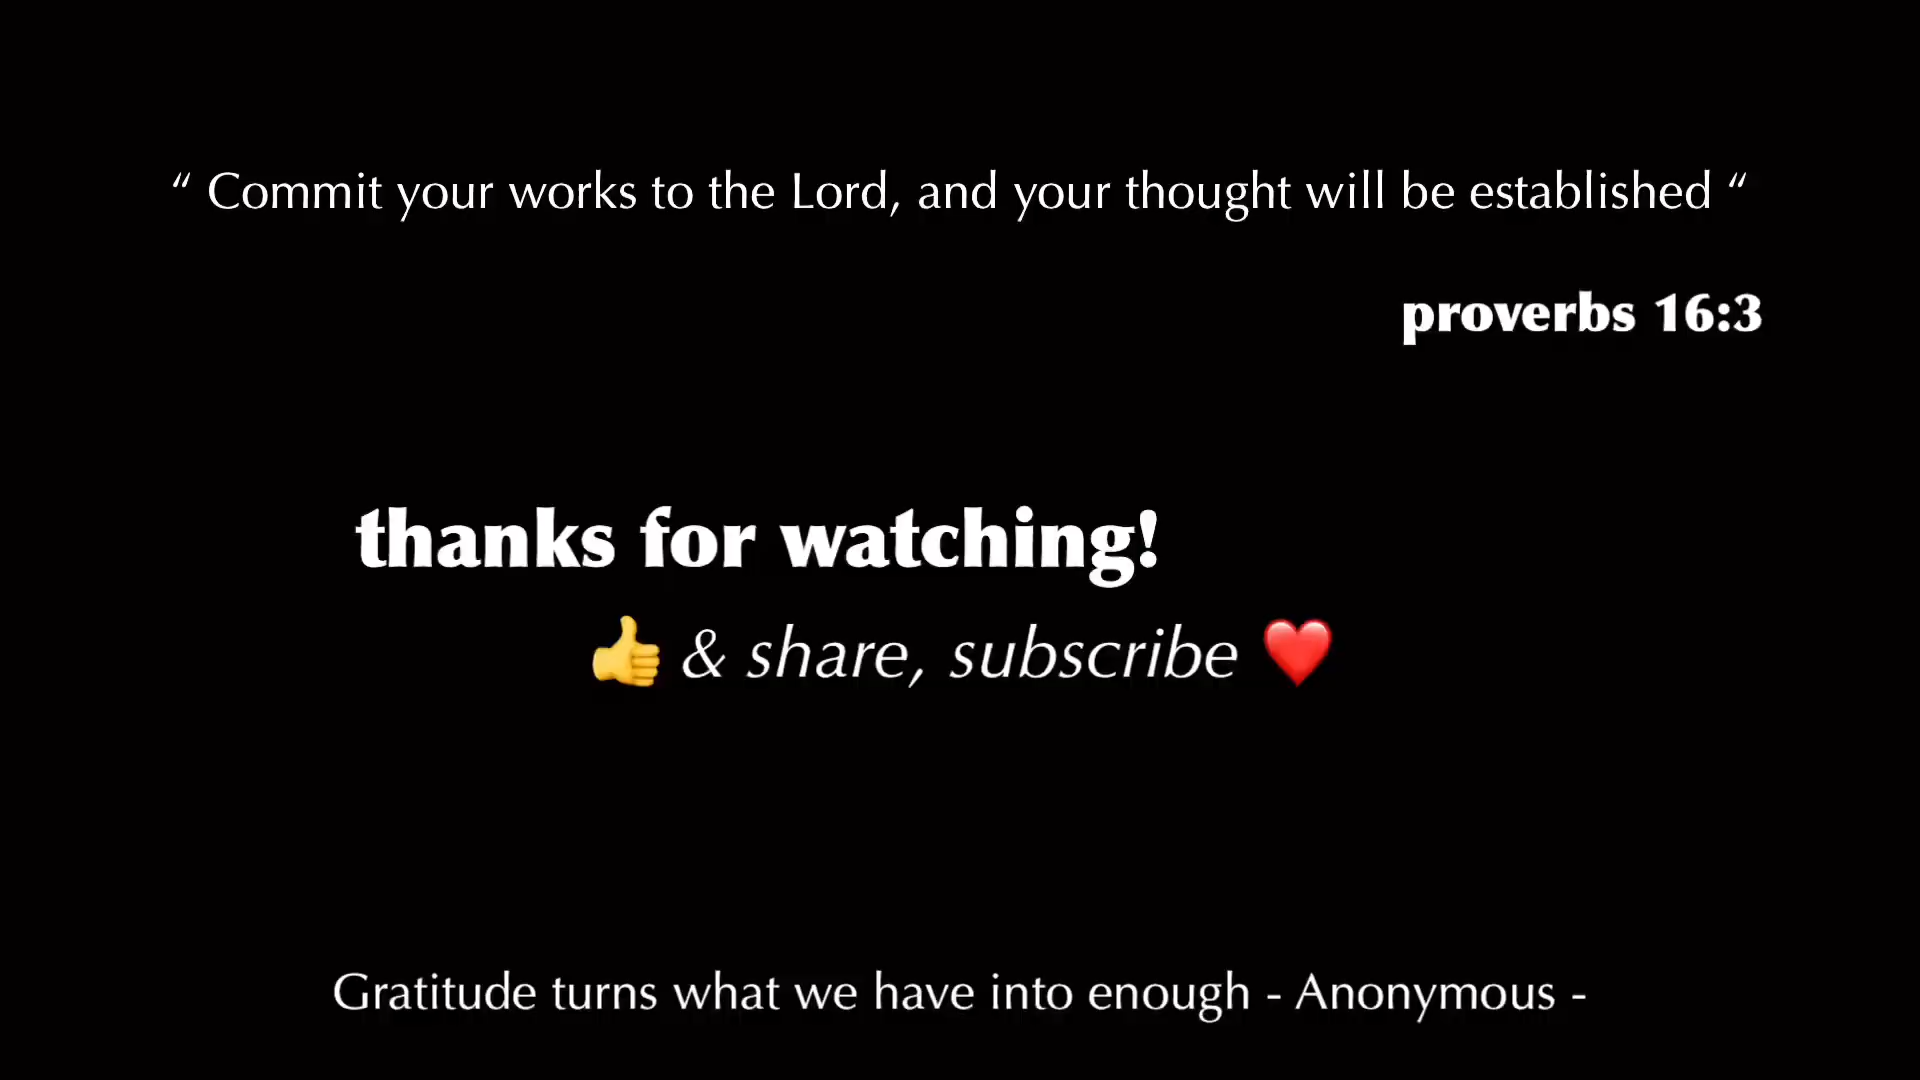 “ Commit your works to the Lord, and your thought will be established “
proverbs 16:3
thanks for watching!
👍 & share, subscribe ❤️
Gratitude turns what we have into enough - Anonymous -